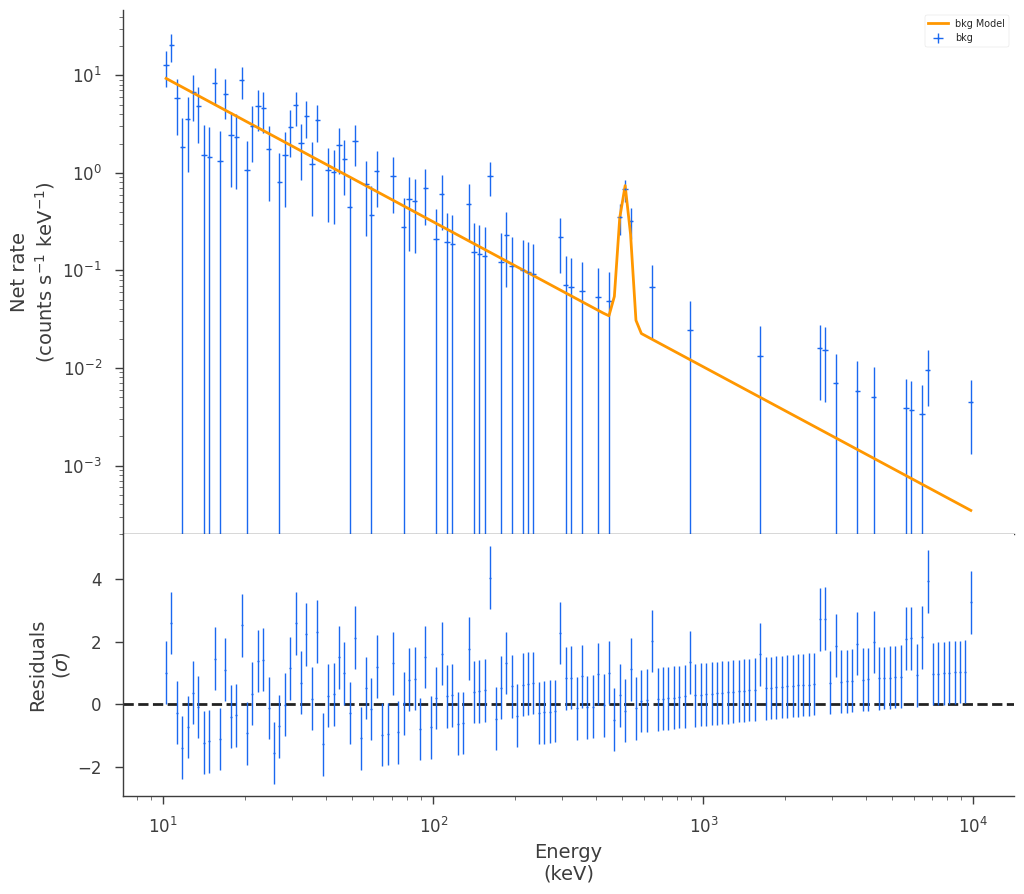 bkg Model
bkg
Net rate
(counts s⁻¹ keV⁻¹)
10¹
10⁰
10⁻¹
10⁻²
10⁻³
Residuals
(σ)
4
2
0
−2
10¹ 10² 10³ 10⁴
Energy
(keV)